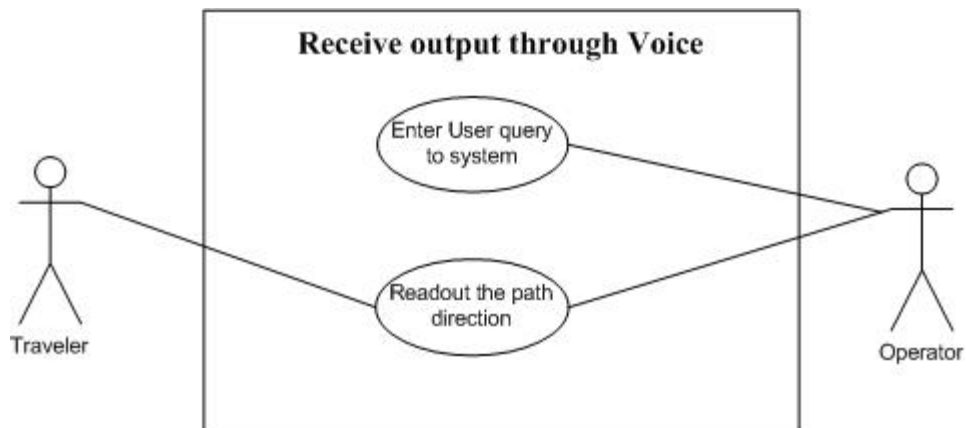 Receive output through Voice
Enter User query
to system
Readout the path
direction
Traveler
Operator